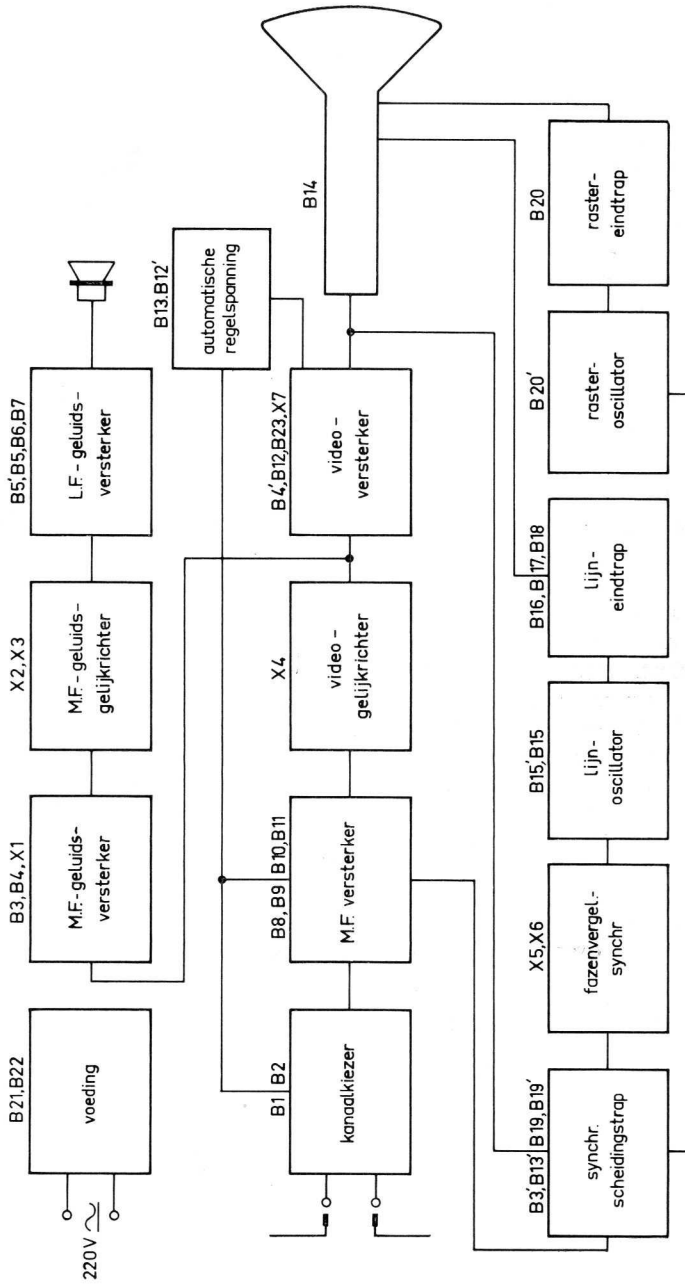 220V
B21,B22
voeding
B3,B4,X1
M.F.-geluids-
versterker
X2,X3
M.F.-geluids-
gelijkrichter
B5',B5,B6,B7
L.F.-geluids-
versterker
B1 B2
kanaalkiezer
B8,B9 B10,B11
M.F. versterker
X4
video-
gelijkrichter
B4',B12,B23,X7
video-
versterker
B13.B12'
automatische
regelspanning
B14
B3',B13' B19,B19'
synchr.
scheidingstrap
X5,X6
fazenvergel.-
synchr
B15',B15
lijn-
oscillator
B16,B17,B18
lijn-
eindtrap
B20'
raster-
oscillator
B20
raster-
eindtrap